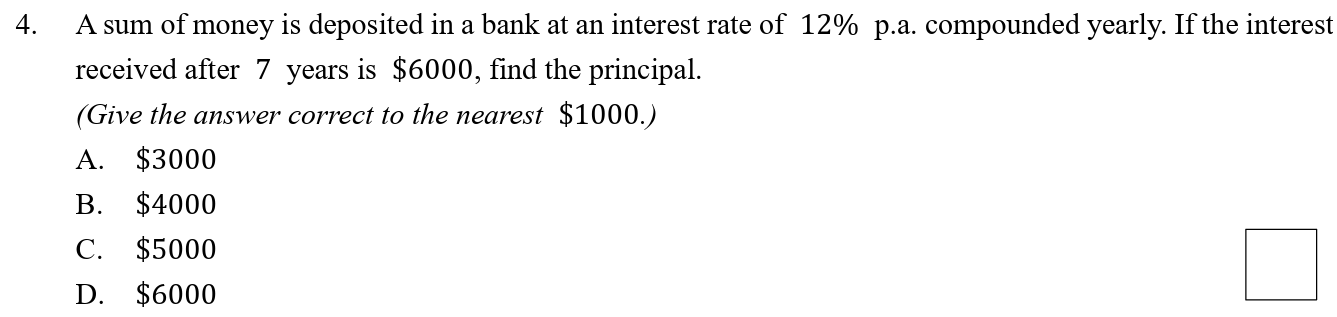 4. A sum of money is deposited in a bank at an interest rate of 12% p.a. compounded yearly. If the interest
received after 7 years is $6000, find the principal.
(Give the answer correct to the nearest $1000.)
A. $3000
B. $4000
C. $5000
D. $6000